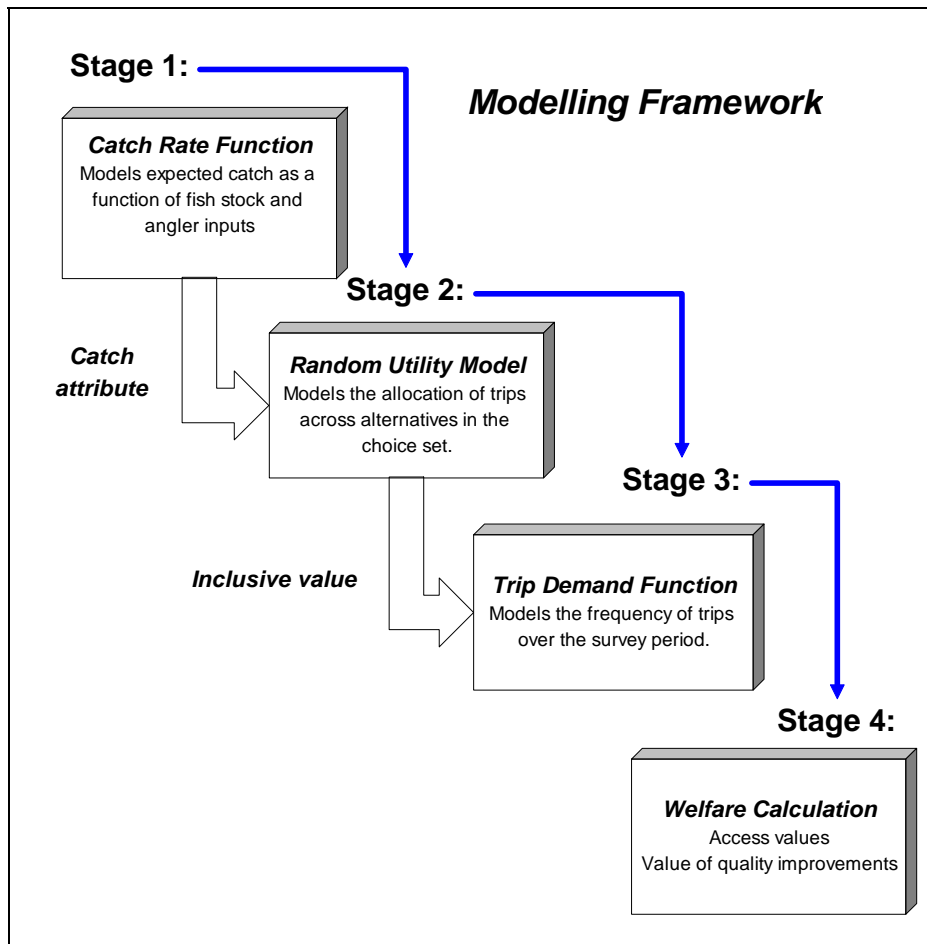 Stage 1:
Modelling Framework
Catch Rate Function
Models expected catch as a
function of fish stock and
angler inputs
Stage 2:
Catch
attribute
Random Utility Model
Models the allocation of trips
across alternatives in the
choice set.
Stage 3:
Inclusive value
Trip Demand Function
Models the frequency of trips
over the survey period.
Stage 4:
Welfare Calculation
Access values
Value of quality improvements